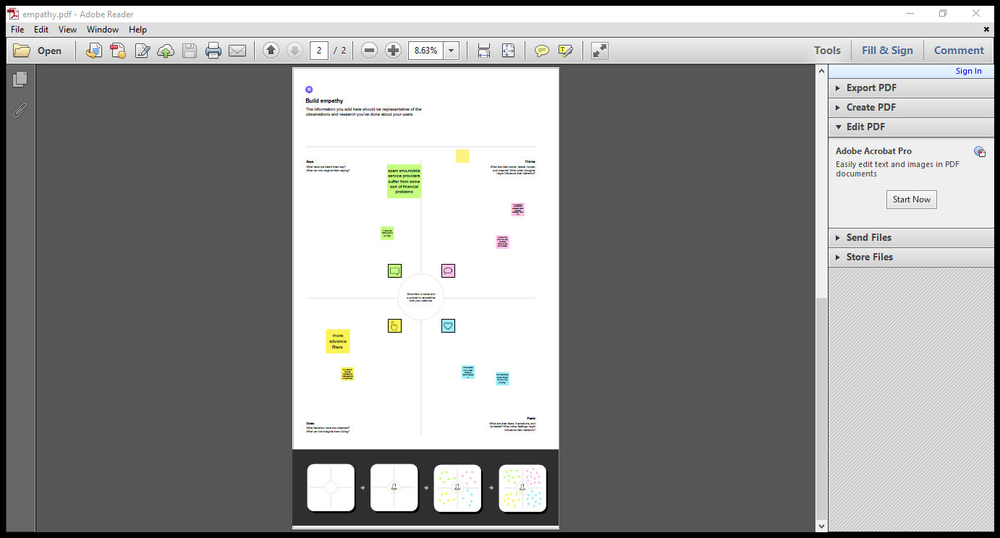 empathy.pdf - Adobe Reader
File Edit View Window Help
Open
2 / 2
8.63%
Tools Fill & Sign Comment
Sign In
Export PDF
Create PDF
Edit PDF
Adobe Acrobat Pro
Easily edit text and images in PDF
documents
Start Now
Send Files
Store Files
Build empathy
The information you add here should be representative of the
observations and research you've done about your users.
Says
What have we heard them say?
What can we imagine them saying?
Thinks
What are their wants, needs, hopes,
and dreams? What other thoughts
might influence their behavior?
spam sms,mobile
service providers
suffer from some
sort of financial
problems
Give them a name and
a portrait to empathize
with your persona.
more
advance
filters
Does
What behavior have we observed?
What can we imagine them doing?
Feels
What are their fears, frustrations, and
anxieties? What other feelings might
influence their behavior?